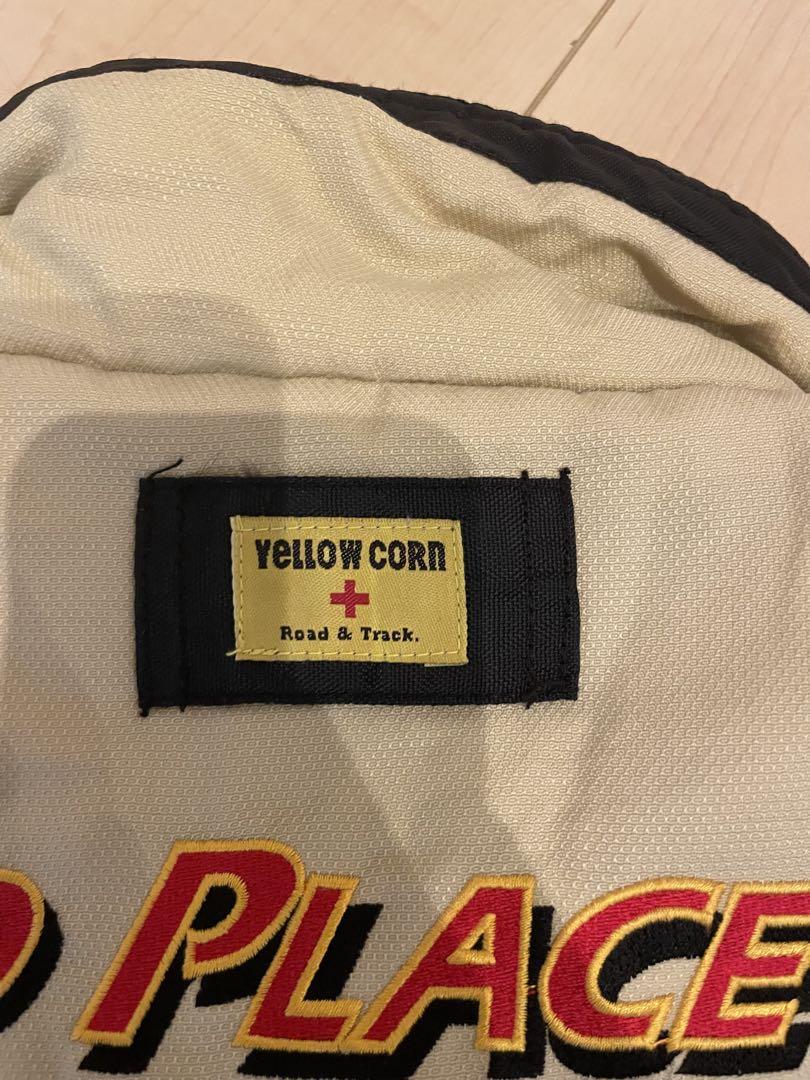 YELLOW CORN
Road & Track.
PLACE